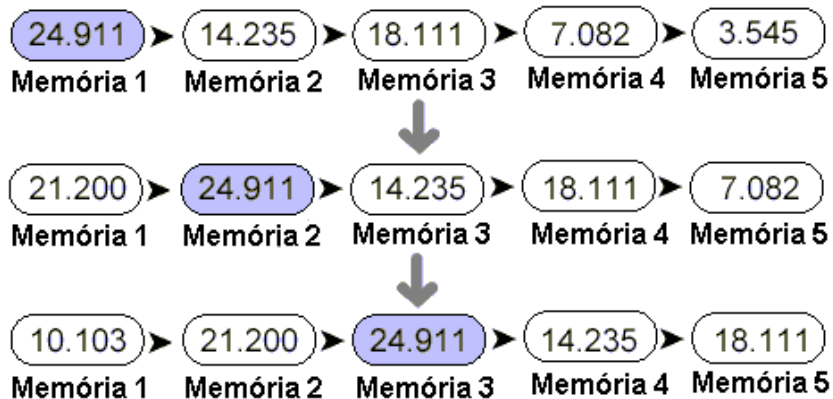 24.911 14.235 18.111 7.082 3.545
Memória 1 Memória 2 Memória 3 Memória 4 Memória 5
21.200 24.911 14.235 18.111 7.082
Memória 1 Memória 2 Memória 3 Memória 4 Memória 5
10.103 21.200 24.911 14.235 18.111
Memória 1 Memória 2 Memória 3 Memória 4 Memória 5